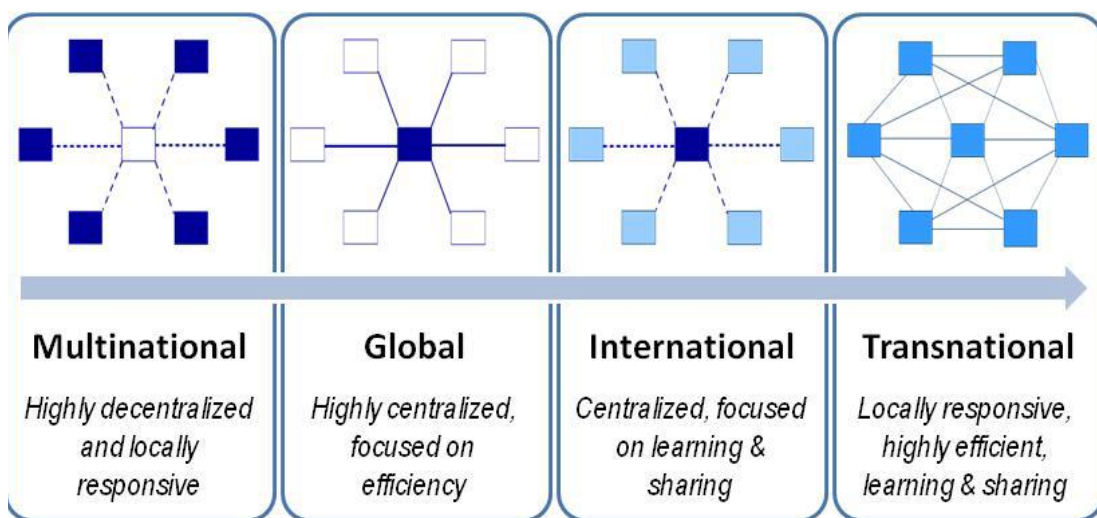 Multinational
Highly decentralized
and locally
responsive
Global
Highly centralized,
focused on
efficiency
International
Centralized, focused
on learning &
sharing
Transnational
Locally responsive,
highly efficient,
learning & sharing